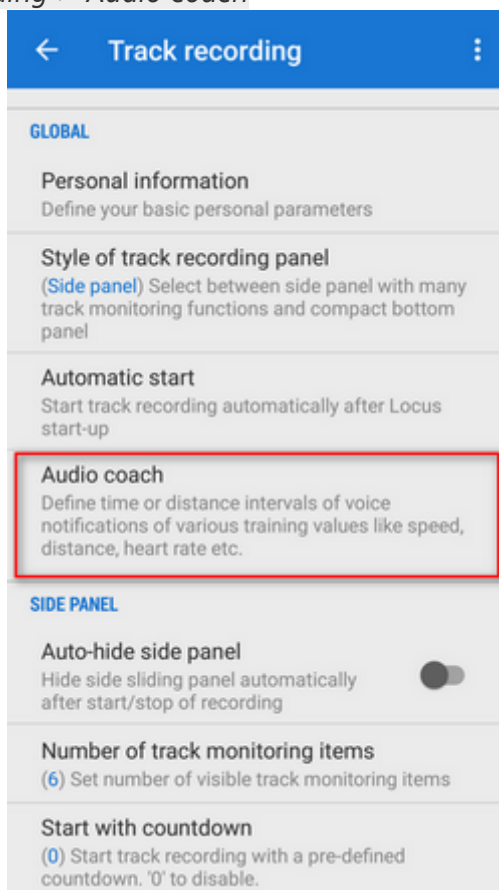 Audio coach
Track recording
GLOBAL
Personal information
Define your basic personal parameters
Style of track recording panel
(Side panel) Select between side panel with many
track monitoring functions and compact bottom
panel
Automatic start
Start track recording automatically after Locus
start-up
Audio coach
Define time or distance intervals of voice
notifications of various training values like speed,
distance, heart rate etc.
SIDE PANEL
Auto-hide side panel
Hide side sliding panel automatically
after start/stop of recording
Number of track monitoring items
(6) Set number of visible track monitoring items
Start with countdown
(0) Start track recording with a pre-defined
countdown. '0' to disable.